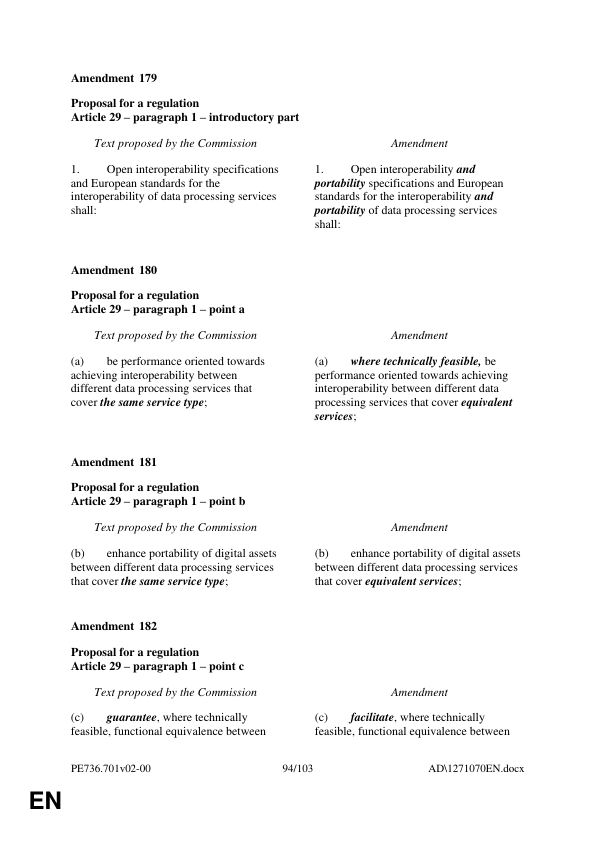 Amendment 179
Proposal for a regulation
Article 29 – paragraph 1 – introductory part
Text proposed by the Commission
Amendment
1. Open interoperability specifications
and European standards for the
interoperability of data processing services
shall:
1. Open interoperability and
portability specifications and European
standards for the interoperability and
portability of data processing services
shall:
Amendment 180
Proposal for a regulation
Article 29 – paragraph 1 – point a
Text proposed by the Commission
Amendment
(a) be performance oriented towards
achieving interoperability between
different data processing services that
cover the same service type;
(a) where technically feasible, be
performance oriented towards achieving
interoperability between different data
processing services that cover equivalent
services;
Amendment 181
Proposal for a regulation
Article 29 – paragraph 1 – point b
Text proposed by the Commission
Amendment
(b) enhance portability of digital assets
between different data processing services
that cover the same service type;
(b) enhance portability of digital assets
between different data processing services
that cover equivalent services;
Amendment 182
Proposal for a regulation
Article 29 – paragraph 1 – point c
Text proposed by the Commission
Amendment
(c) guarantee, where technically
feasible, functional equivalence between
(c) facilitate, where technically
feasible, functional equivalence between
PE736.701v02-00
94/103
AD\1271070EN.docx
EN